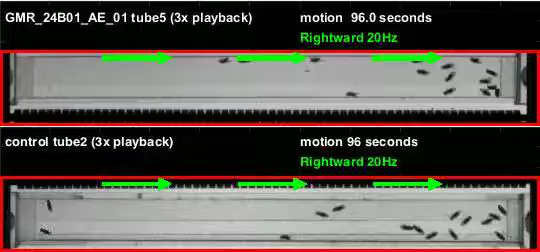 GMR_24B01_AE_01 tube5 (3x playback)
motion  96.0 seconds
Rightward 20Hz
control tube2 (3x playback)
motion 96 seconds
Rightward 20Hz